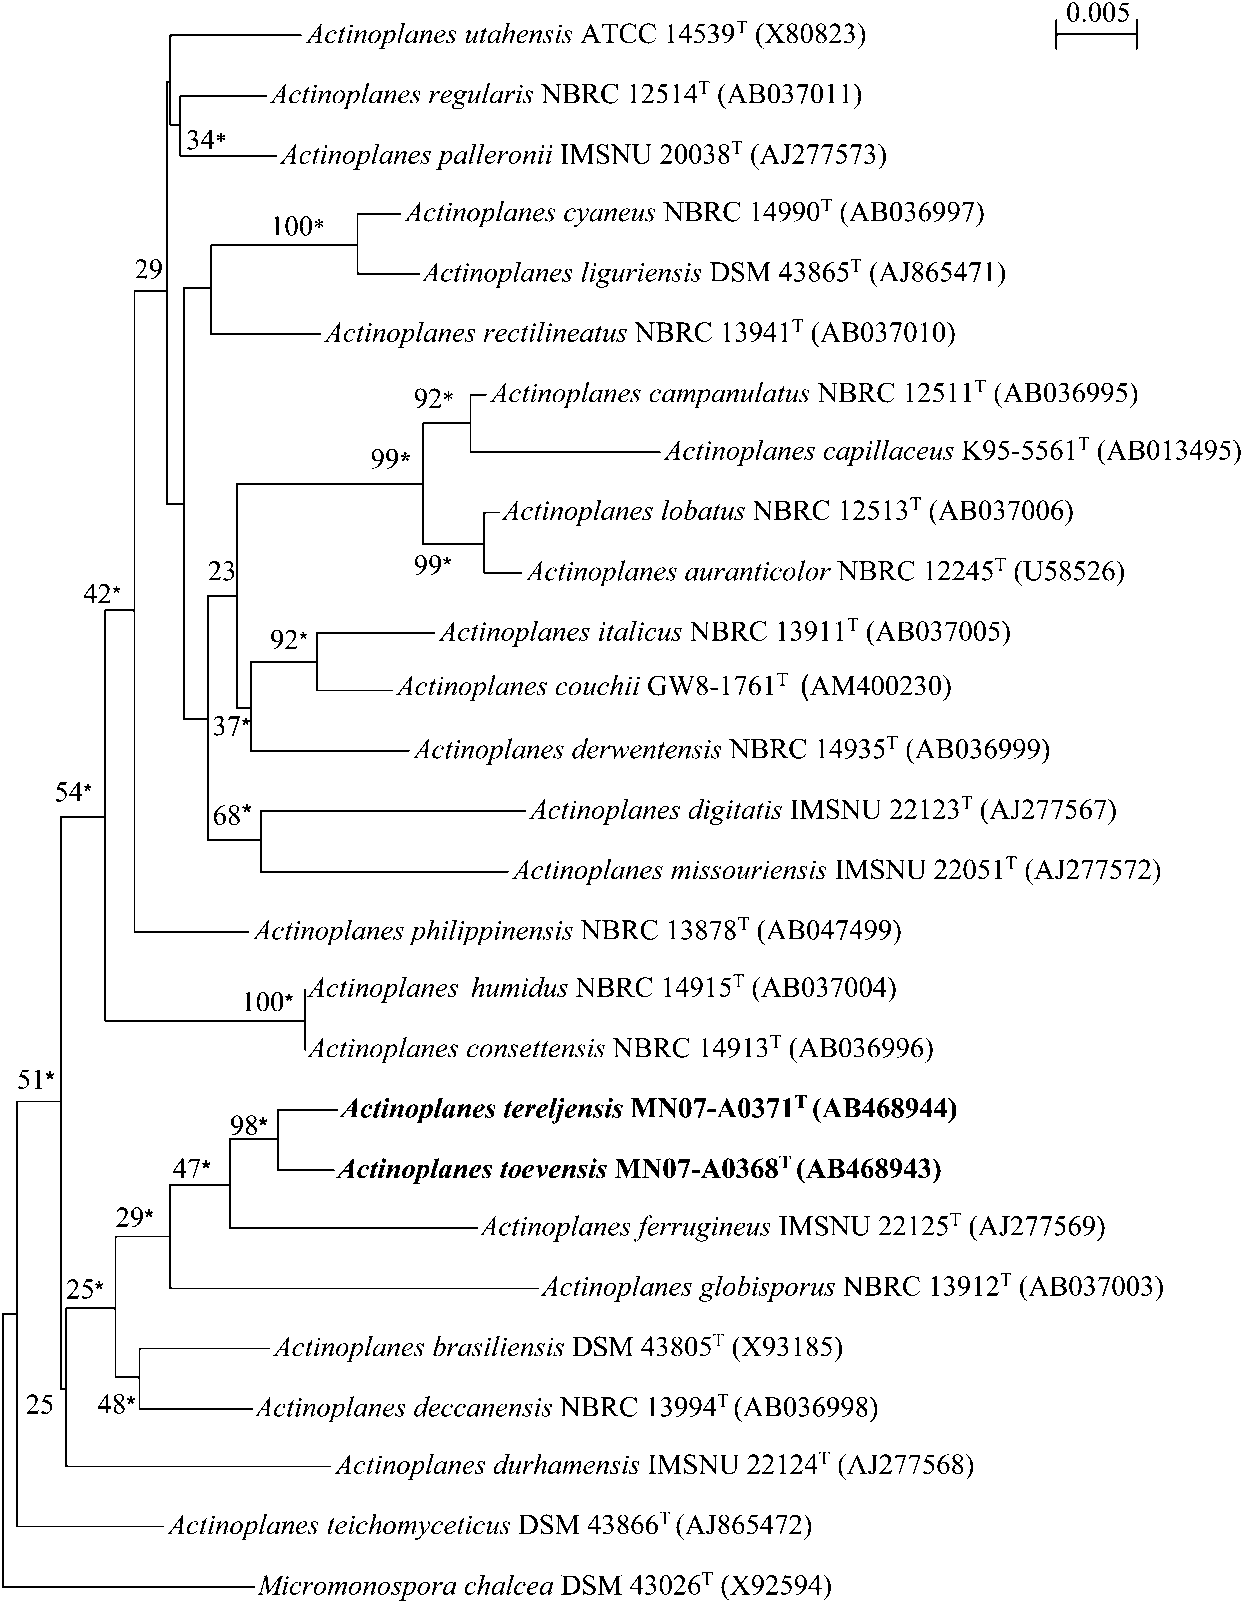 0.005
Actinoplanes utahensis ATCC 14539T (X80823)
Actinoplanes regularis NBRC 12514T (AB037011)
34*
Actinoplanes palleronii IMSNU 20038T (AJ277573)
Actinoplanes cyaneus NBRC 14990T (AB036997)
100*
29
Actinoplanes liguriensis DSM 43865T (AJ865471)
Actinoplanes rectilineatus NBRC 13941T (AB037010)
Actinoplanes campanulatus NBRC 12511T (AB036995)
92*
99*
Actinoplanes capillaceus K95-5561T (AB013495)
Actinoplanes lobatus NBRC 12513T (AB037006)
99*
23
Actinoplanes auranticolor NBRC 12245T (U58526)
42*
Actinoplanes italicus NBRC 13911T (AB037005)
92*
Actinoplanes couchii GW8-1761T (AM400230)
37*
Actinoplanes derwentensis NBRC 14935T (AB036999)
54*
Actinoplanes digitatis IMSNU 22123T (AJ277567)
68*
Actinoplanes missouriensis IMSNU 22051T (AJ277572)
Actinoplanes philippinensis NBRC 13878T (AB047499)
Actinoplanes humidus NBRC 14915T (AB037004)
100*
Actinoplanes consettensis NBRC 14913T (AB036996)
51*
Actinoplanes tereljensis MN07-A0371T (AB468944)
98*
47*
Actinoplanes toevensis MN07-A0368T (AB468943)
29*
Actinoplanes ferrugineus IMSNU 22125T (AJ277569)
25*
Actinoplanes globisporus NBRC 13912T (AB037003)
Actinoplanes brasiliensis DSM 43805T (X93185)
25
48*
Actinoplanes deccanensis NBRC 13994T (AB036998)
Actinoplanes durhamensis IMSNU 22124T (AJ277568)
Actinoplanes teichomyceticus DSM 43866T (AJ865472)
Micromonospora chalcea DSM 43026T (X92594)